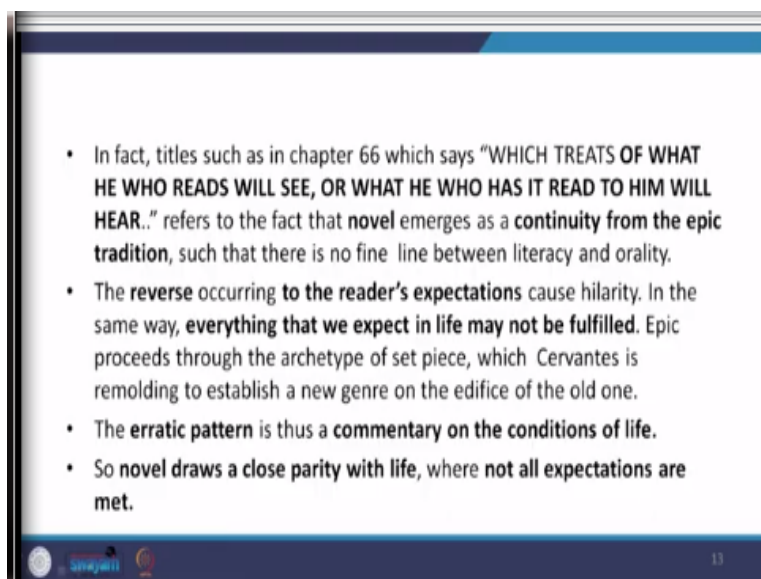 • In fact, titles such as in chapter 66 which says “WHICH TREATS OF WHAT
HE WHO READS WILL SEE, OR WHAT HE WHO HAS IT READ TO HIM WILL
HEAR..” refers to the fact that novel emerges as a continuity from the epic
tradition, such that there is no fine line between literacy and orality.
• The reverse occurring to the reader’s expectations cause hilarity. In the
same way, everything that we expect in life may not be fulfilled. Epic
proceeds through the archetype of set piece, which Cervantes is
remolding to establish a new genre on the edifice of the old one.
• The erratic pattern is thus a commentary on the conditions of life.
• So novel draws a close parity with life, where not all expectations are
met.
swayam
13